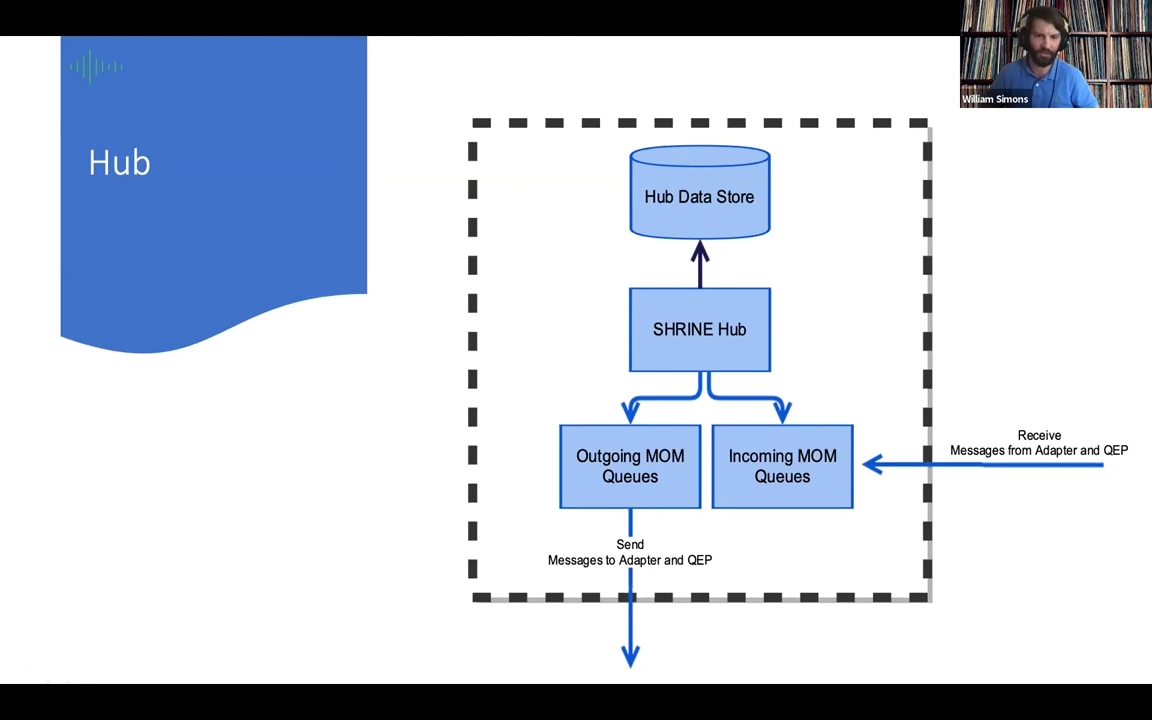 William Simons
Hub
Hub Data Store
SHRINE Hub
Outgoing MOM
Queues
Incoming MOM
Queues
Receive
Messages from Adapter and QEP
Send
Messages to Adapter and QEP